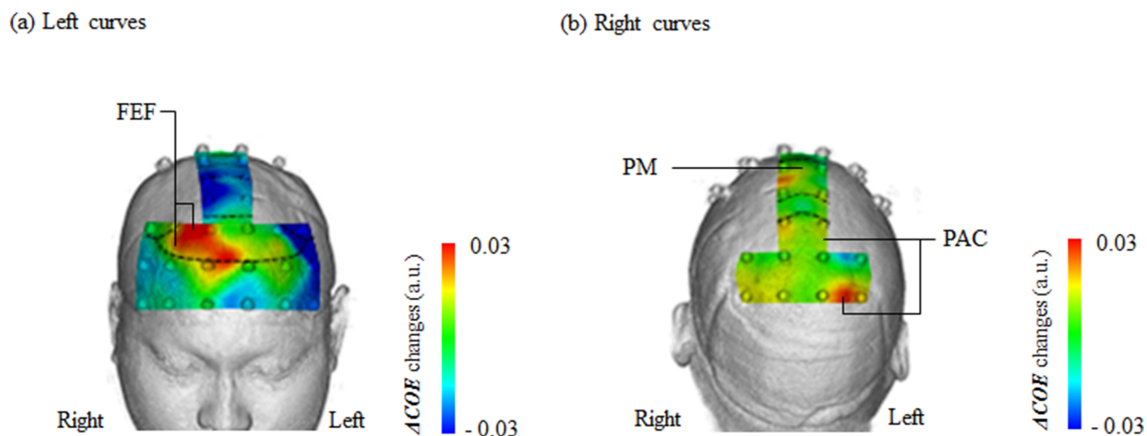 (a) Left curves
FEF
Right
Left
ΔCOE changes (a.u.)
0.03
- 0.03
(b) Right curves
PM
PAC
Right
Left
ΔCOE changes (a.u.)
0.03
- 0.03